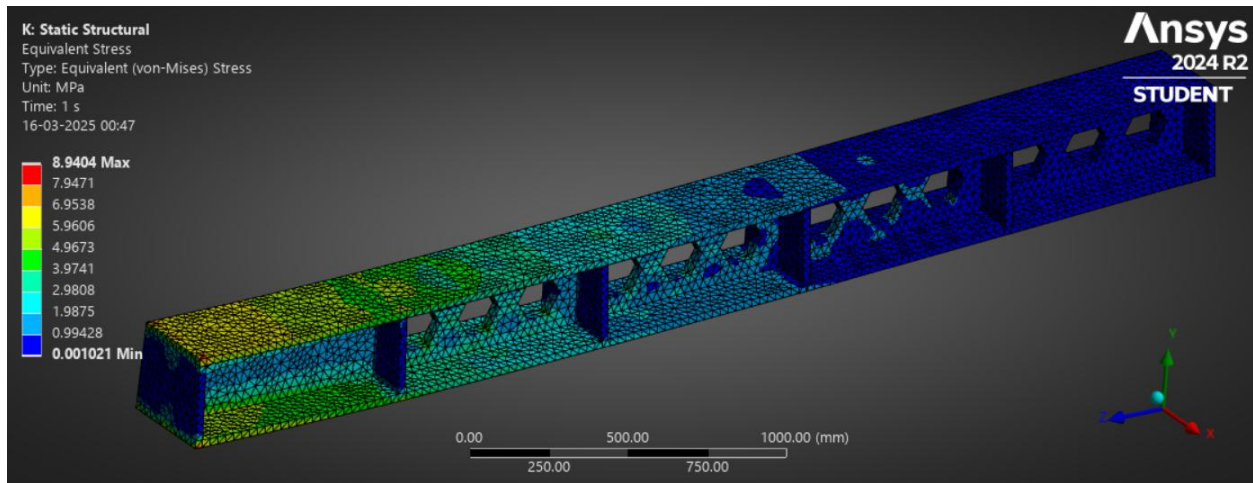 K: Static Structural
Equivalent Stress
Type: Equivalent (von-Mises) Stress
Unit: MPa
Time: 1 s
16-03-2025 00:47
8.9404 Max
7.9471
6.9538
5.9606
4.9673
3.9741
2.9808
1.9875
0.99428
0.001021 Min
Ansys
2024 R2
STUDENT
0.00 500.00 1000.00 (mm)
250.00 750.00
Y
Z
X